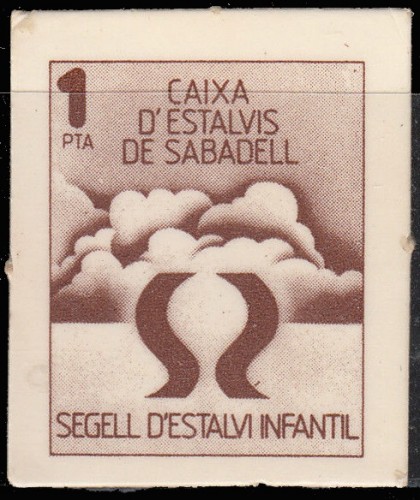 1
PTA
CAIXA
D'ESTALVIS
DE SABADELL
SEGELL D'ESTALVI INFANTIL